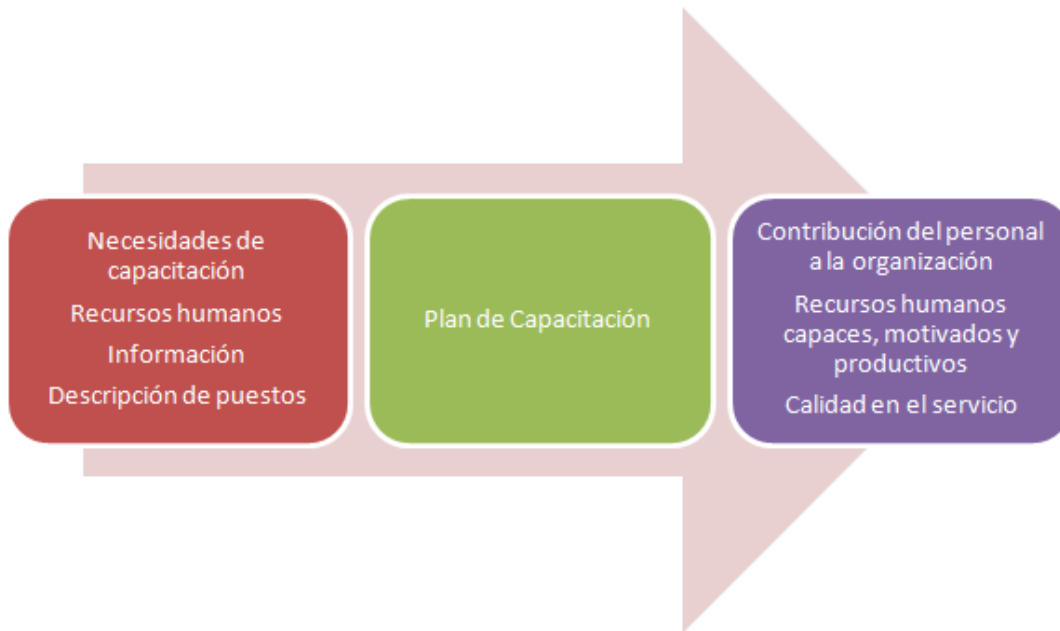 Necesidades de
capacitación
Recursos humanos
Información
Descripción de puestos
Plan de Capacitación
Contribución del personal
a la organización
Recursos humanos
capaces, motivados y
productivos
Calidad en el servicio